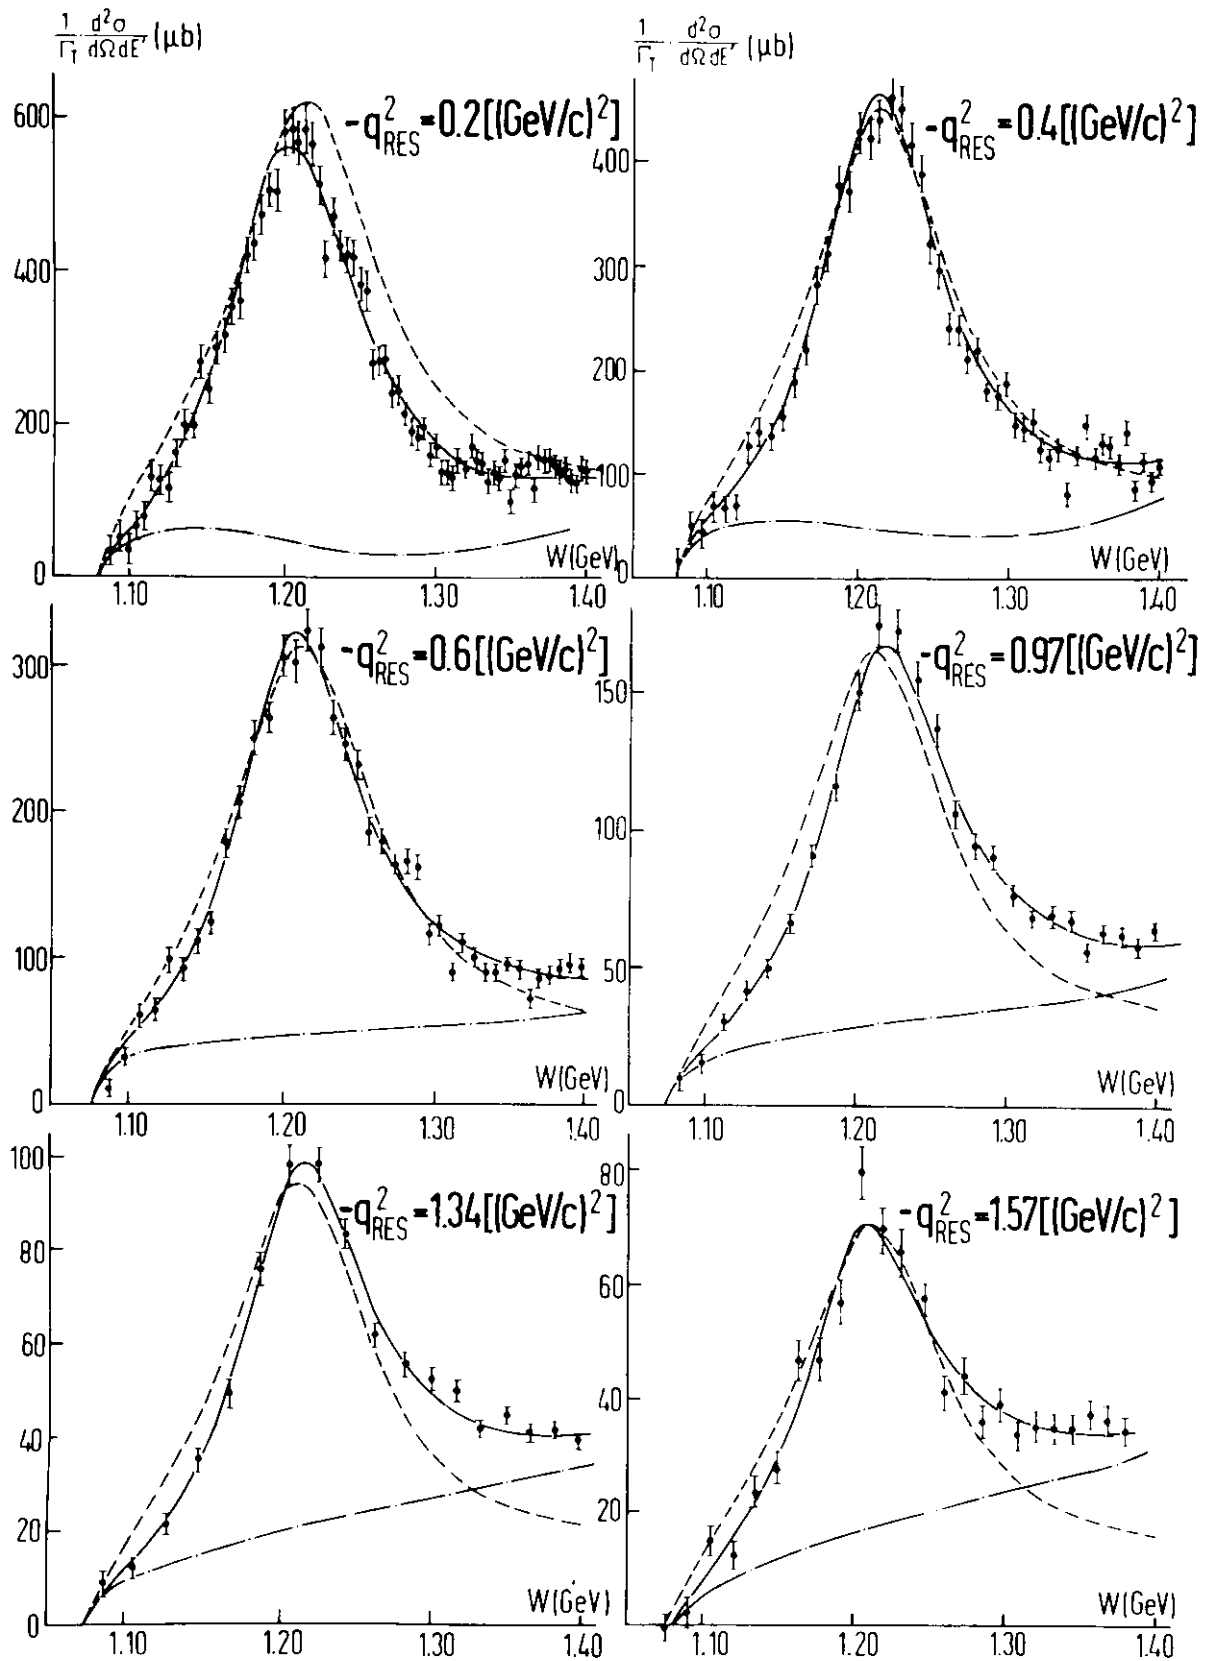 1/Γ_T · d²σ/dΩdE' (μb)
-q²_RES = 0.2[(GeV/c)²]
600
400
200
0
W(GeV)
1.10 1.20 1.30 1.40
1/Γ_T · d²σ/dΩdE' (μb)
-q²_RES = 0.4[(GeV/c)²]
400
300
200
100
0
W(GeV)
1.10 1.20 1.30 1.40
-q²_RES = 0.6[(GeV/c)²]
300
200
100
0
W(GeV)
1.10 1.20 1.30 1.40
-q²_RES = 0.97[(GeV/c)²]
150
100
50
0
W(GeV)
1.10 1.20 1.30 1.40
100
-q²_RES = 1.34[(GeV/c)²]
80
60
40
20
0
W(GeV)
1.10 1.20 1.30 1.40
80
-q²_RES = 1.57[(GeV/c)²]
60
40
20
W(GeV)
1.10 1.20 1.30 1.40